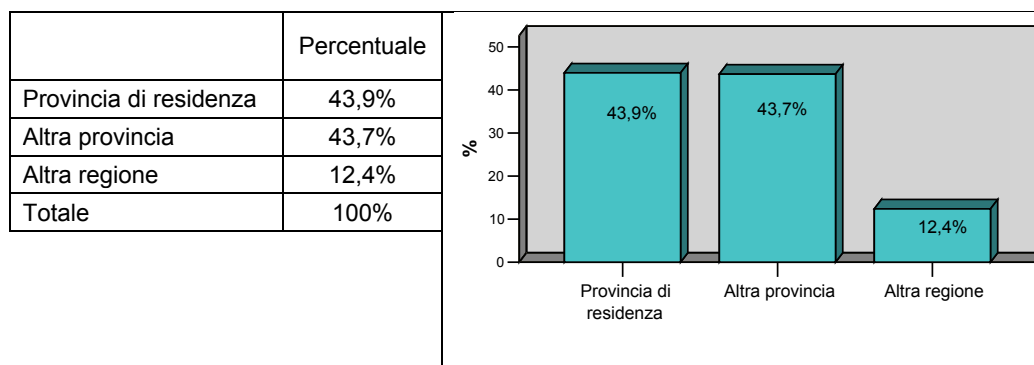 Percentuale
Provincia di residenza 43,9%
Altra provincia 43,7%
Altra regione 12,4%
Totale 100%
50
40
30
20
10
0
%
43,9%
43,7%
12,4%
Provincia di
residenza
Altra provincia
Altra regione